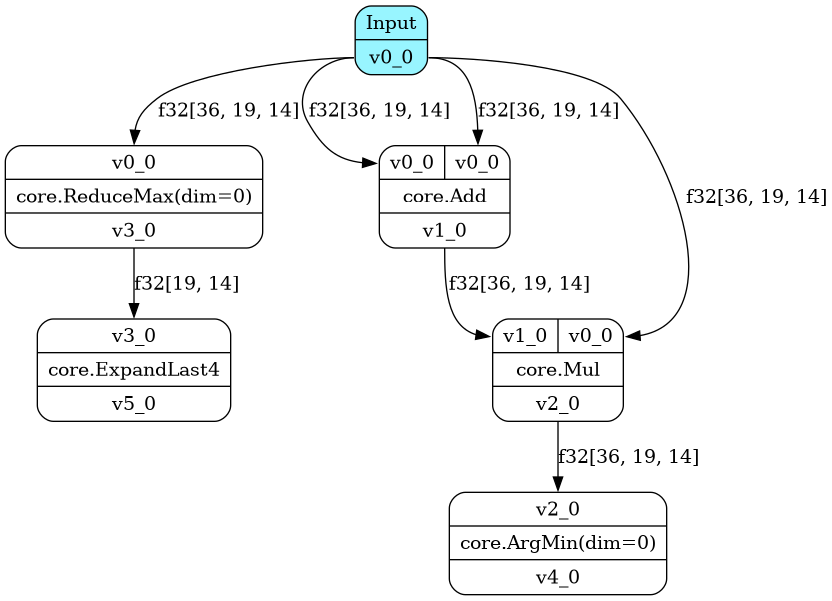 Input
v0_0
f32[36, 19, 14]
f32[36, 19, 14]
f32[36, 19, 14]
f32[36, 19, 14]
v0_0
core.ReduceMax(dim=0)
v3_0
v0_0 v0_0
core.Add
v1_0
f32[19, 14]
f32[36, 19, 14]
v3_0
core.ExpandLast4
v5_0
v1_0 v0_0
core.Mul
v2_0
f32[36, 19, 14]
v2_0
core.ArgMin(dim=0)
v4_0